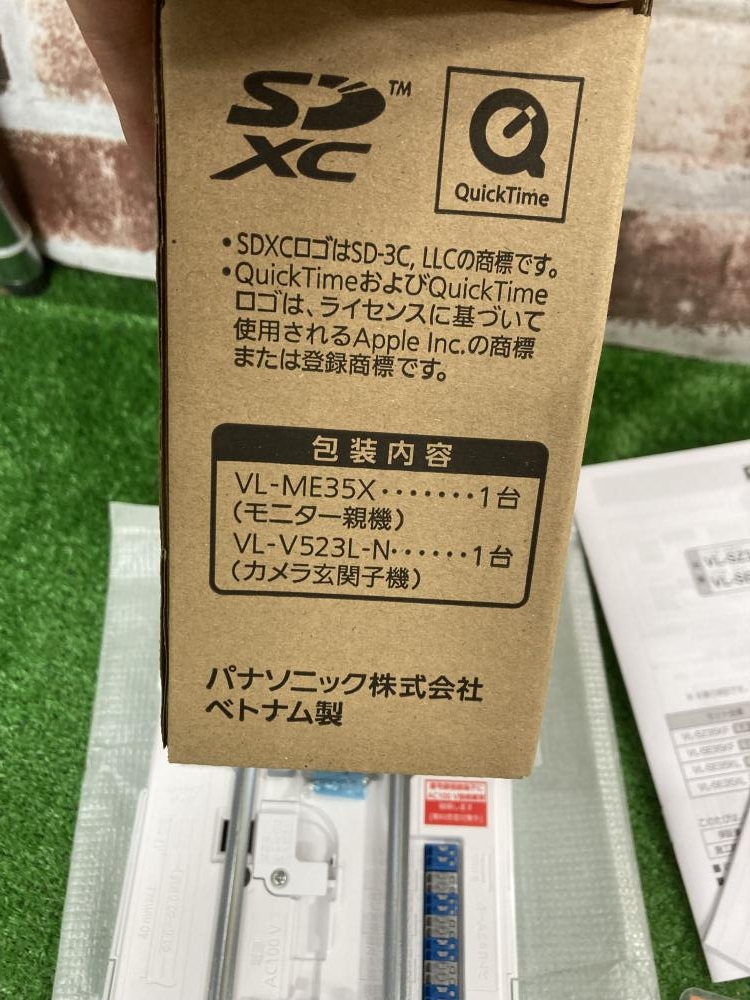 SD
XC
™
QuickTime
•SDXCロゴはSD-3C, LLCの商標です。
•QuickTimeおよびQuickTime
ロゴは、ライセンスに基づいて
使用されるApple Inc.の商標
または登録商標です。
包装内容
VL-ME35X‥‥‥‥1台
(モニター親機)
VL-V523L-N‥‥‥1台
(カメラ玄関子機)
パナソニック株式会社
ベトナム製
AC100V